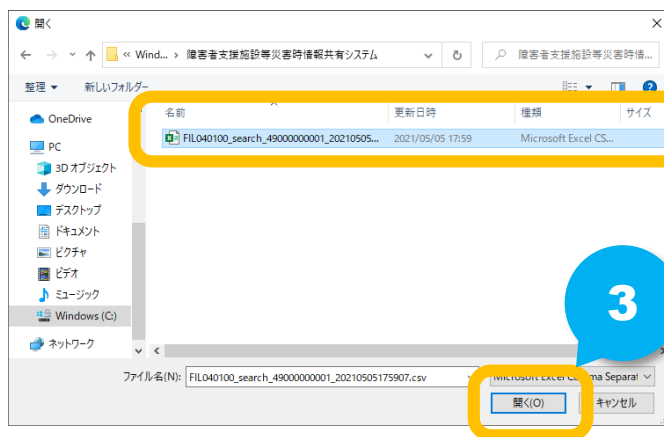 開く
« Wind... › 障害者支援施設等災害時情報共有システム
障害者支援施設等災害時情...
整理 新しいフォルダー
名前 更新日時 種類 サイズ
FIL040100_search_49000000001_20210505... 2021/05/05 17:59 Microsoft Excel CS...
OneDrive
PC
3D オブジェクト
ダウンロード
デスクトップ
ドキュメント
ピクチャ
ビデオ
ミュージック
Windows (C:)
ネットワーク
3
ファイル名(N): FIL040100_search_49000000001_20210505175907.csv
Microsoft Excel
開く(O) キャンセル